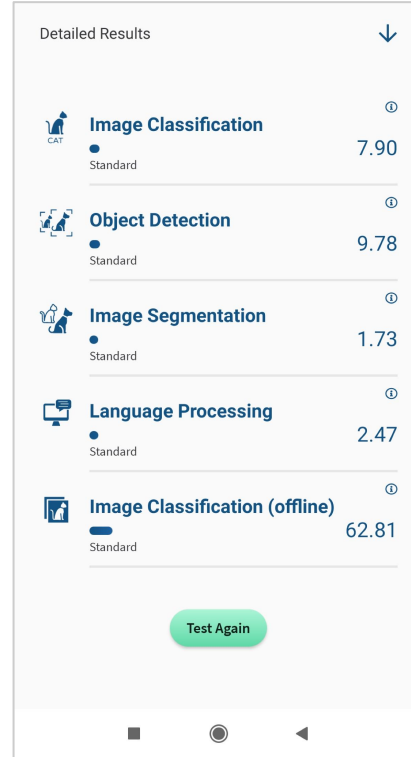 Detailed Results
CAT
Image Classification
7.90
Standard
Object Detection
9.78
Standard
Image Segmentation
1.73
Standard
Language Processing
2.47
Standard
Image Classification (offline)
62.81
Standard
Test Again